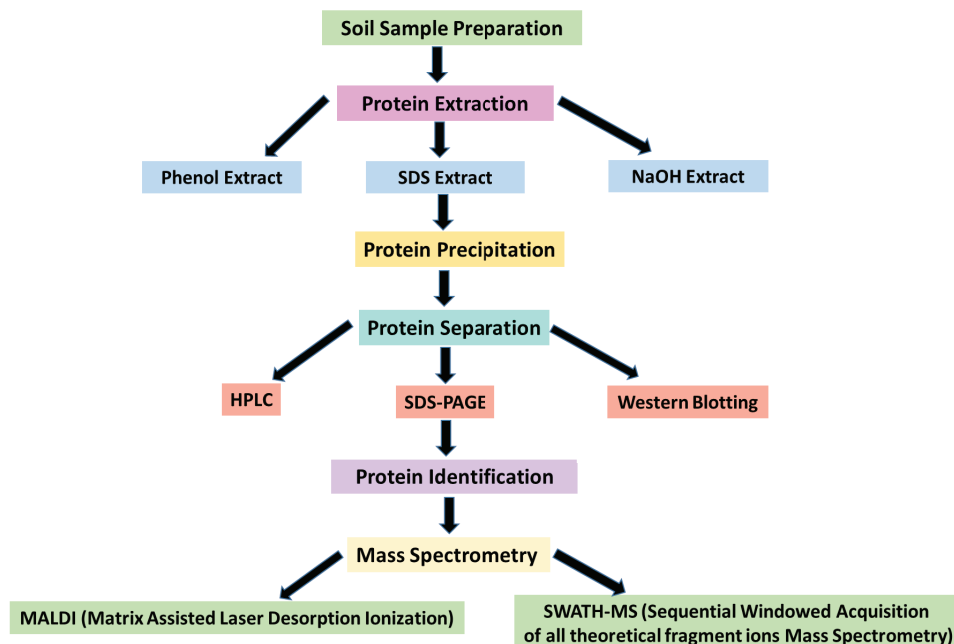 Soil Sample Preparation
Protein Extraction
Phenol Extract
SDS Extract
NaOH Extract
Protein Precipitation
Protein Separation
HPLC
SDS-PAGE
Western Blotting
Protein Identification
Mass Spectrometry
MALDI (Matrix Assisted Laser Desorption Ionization)
SWATH-MS (Sequential Windowed Acquisition
of all theoretical fragment ions Mass Spectrometry)